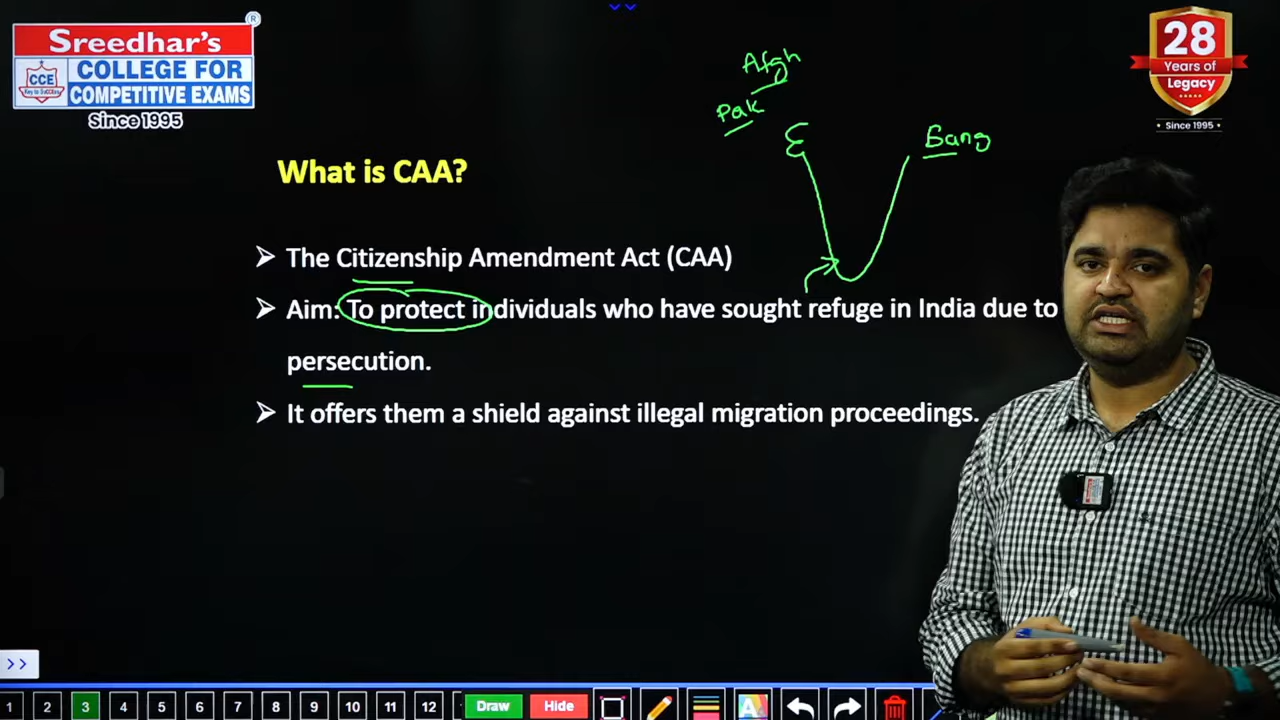 Sreedhar's
CCE
COLLEGE FOR
COMPETITIVE EXAMS
Since 1995
®
28
Years of
Legacy
• Since 1995 •
Afgh
Pak
Bang
What is CAA?
➤ The Citizenship Amendment Act (CAA)
➤ Aim: To protect individuals who have sought refuge in India due to
persecution.
➤ It offers them a shield against illegal migration proceedings.
>>
1 2 3 4 5 6 7 8 9 10 11 12 Draw Hide A